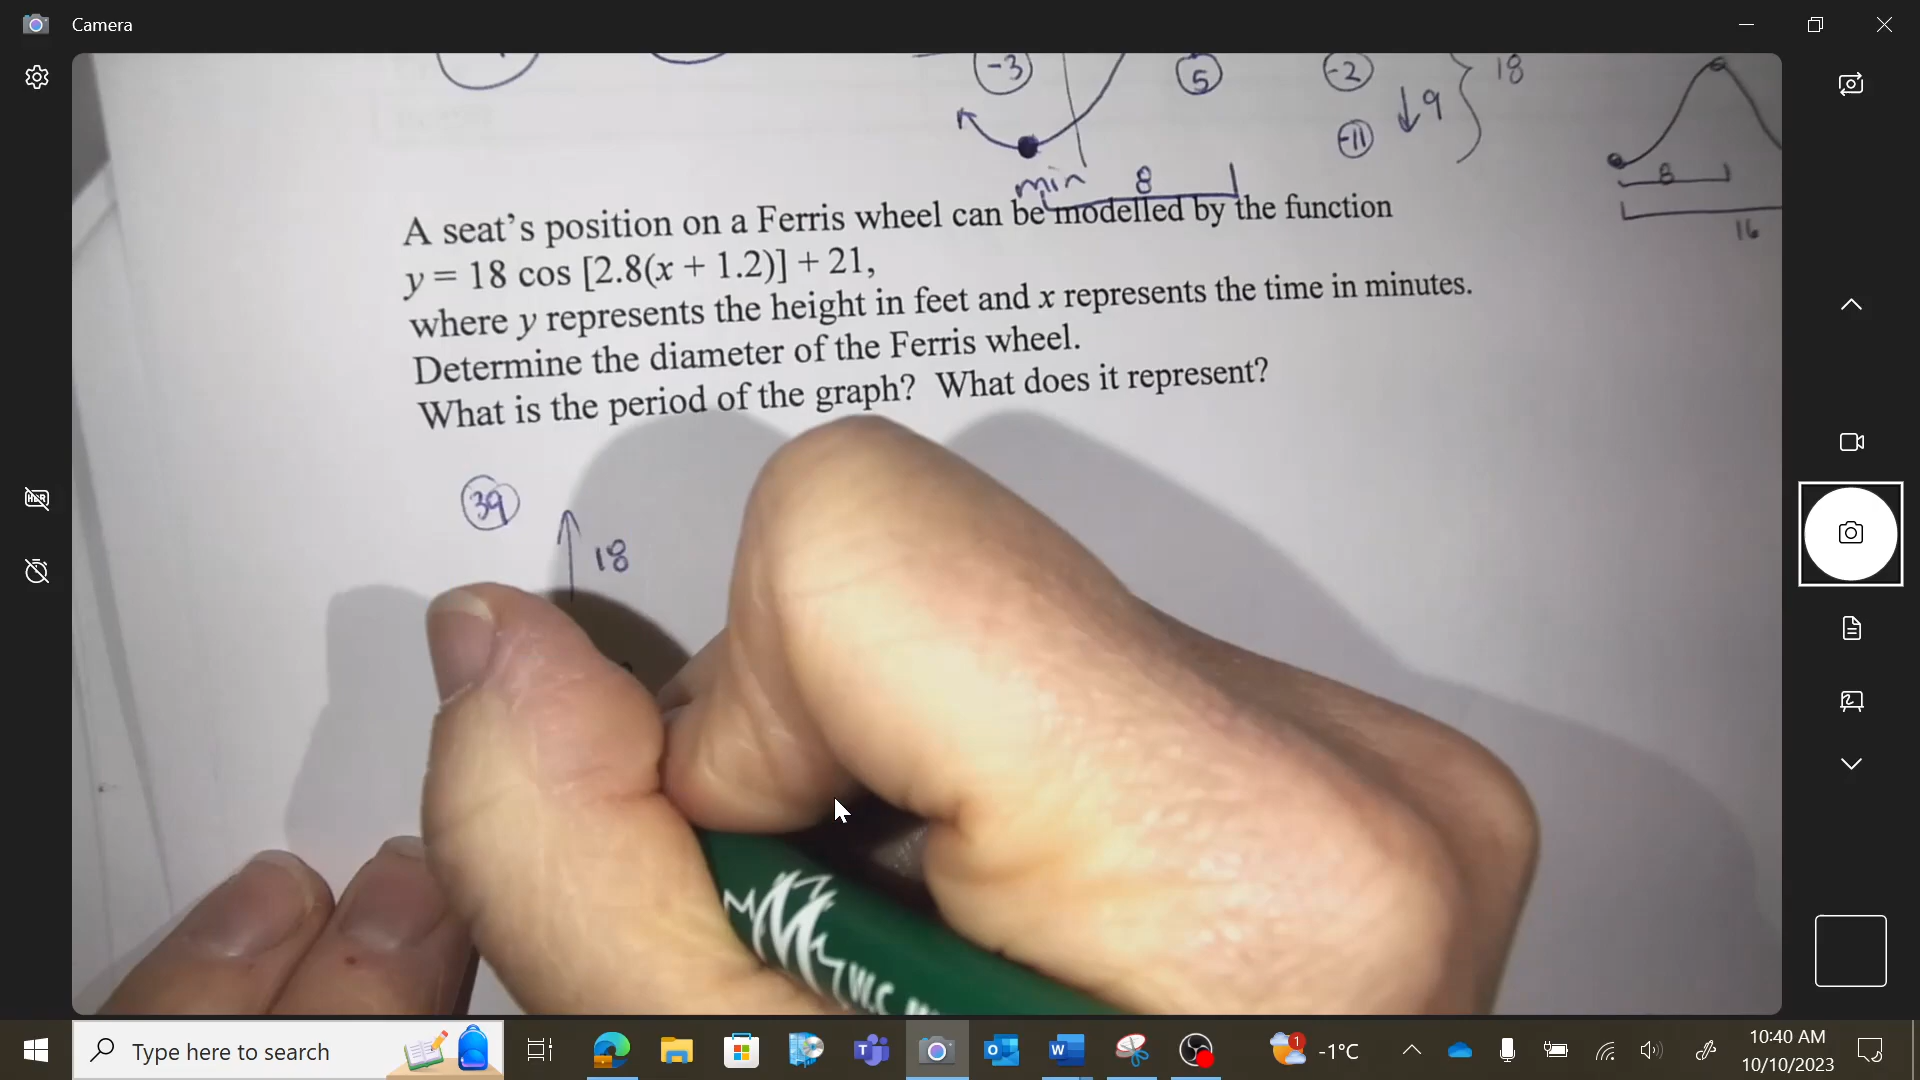 Camera
-3
5
-2
9
18
-11
min
8
8
16
A seat's position on a Ferris wheel can be modelled by the function
y = 18 cos [2.8(x + 1.2)] + 21,
where y represents the height in feet and x represents the time in minutes.
Determine the diameter of the Ferris wheel.
What is the period of the graph? What does it represent?
39
18
W.C.
Type here to search
1
-1°C
10:40 AM
10/10/2023